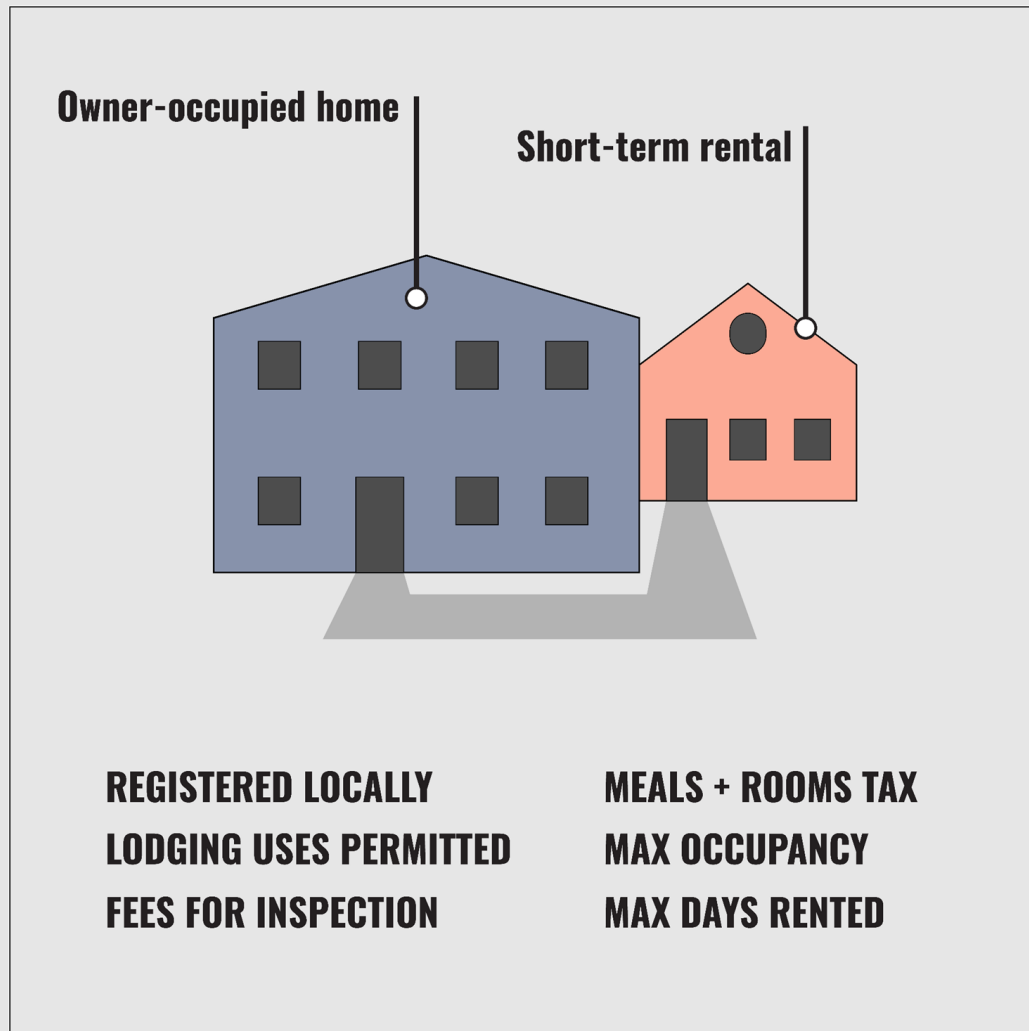 Owner-occupied home
Short-term rental
REGISTERED LOCALLY
LODGING USES PERMITTED
FEES FOR INSPECTION
MEALS + ROOMS TAX
MAX OCCUPANCY
MAX DAYS RENTED